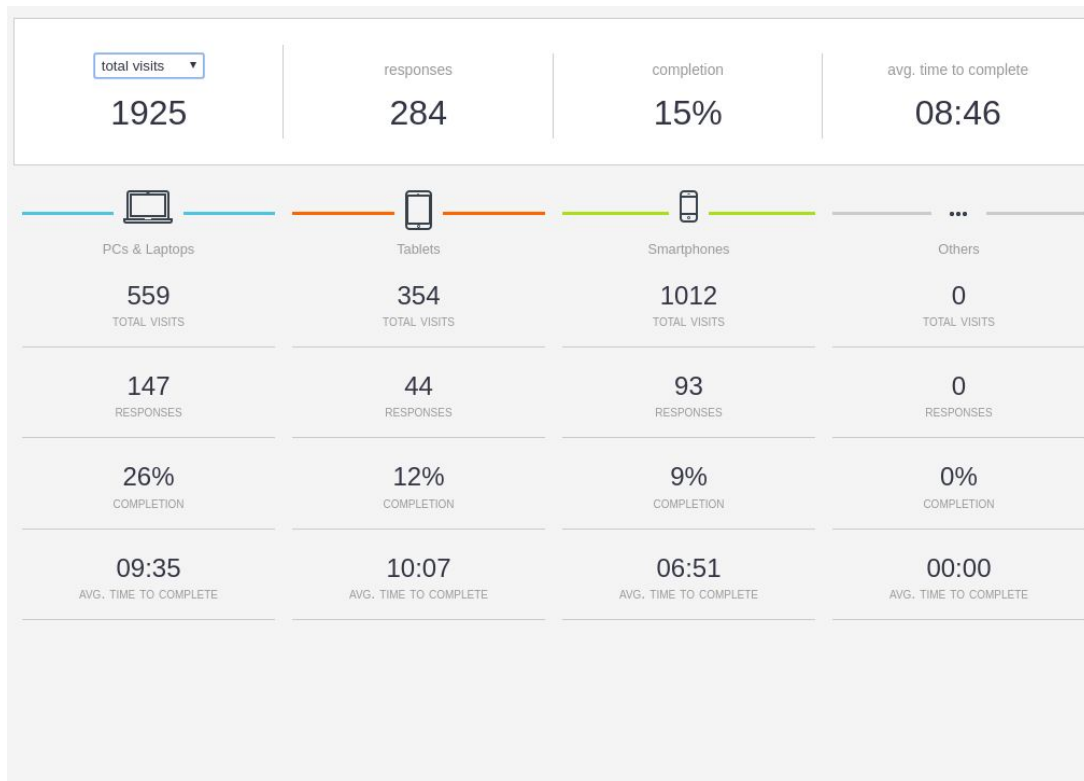 total visits ▼ responses completion avg. time to complete
1925 284 15% 08:46
PCs & Laptops Tablets Smartphones Others
559 354 1012 0
TOTAL VISITS TOTAL VISITS TOTAL VISITS TOTAL VISITS
147 44 93 0
RESPONSES RESPONSES RESPONSES RESPONSES
26% 12% 9% 0%
COMPLETION COMPLETION COMPLETION COMPLETION
09:35 10:07 06:51 00:00
AVG. TIME TO COMPLETE AVG. TIME TO COMPLETE AVG. TIME TO COMPLETE AVG. TIME TO COMPLETE